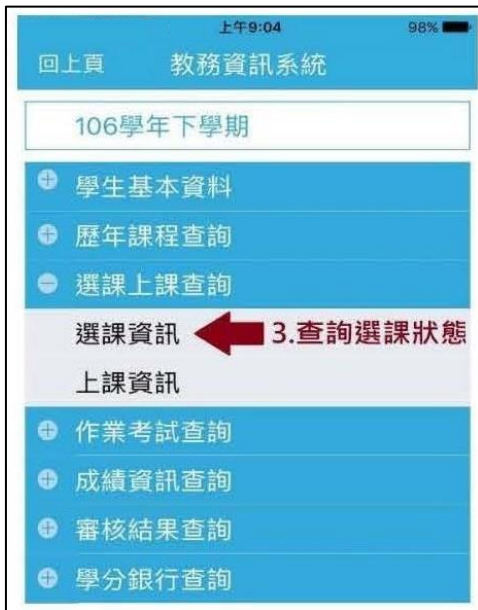 上午9:04 98%
回上頁 教務資訊系統
106學年下學期
學生基本資料
歷年課程查詢
選課上課查詢
選課資訊 3.查詢選課狀態
上課資訊
作業考試查詢
成績資訊查詢
審核結果查詢
學分銀行查詢